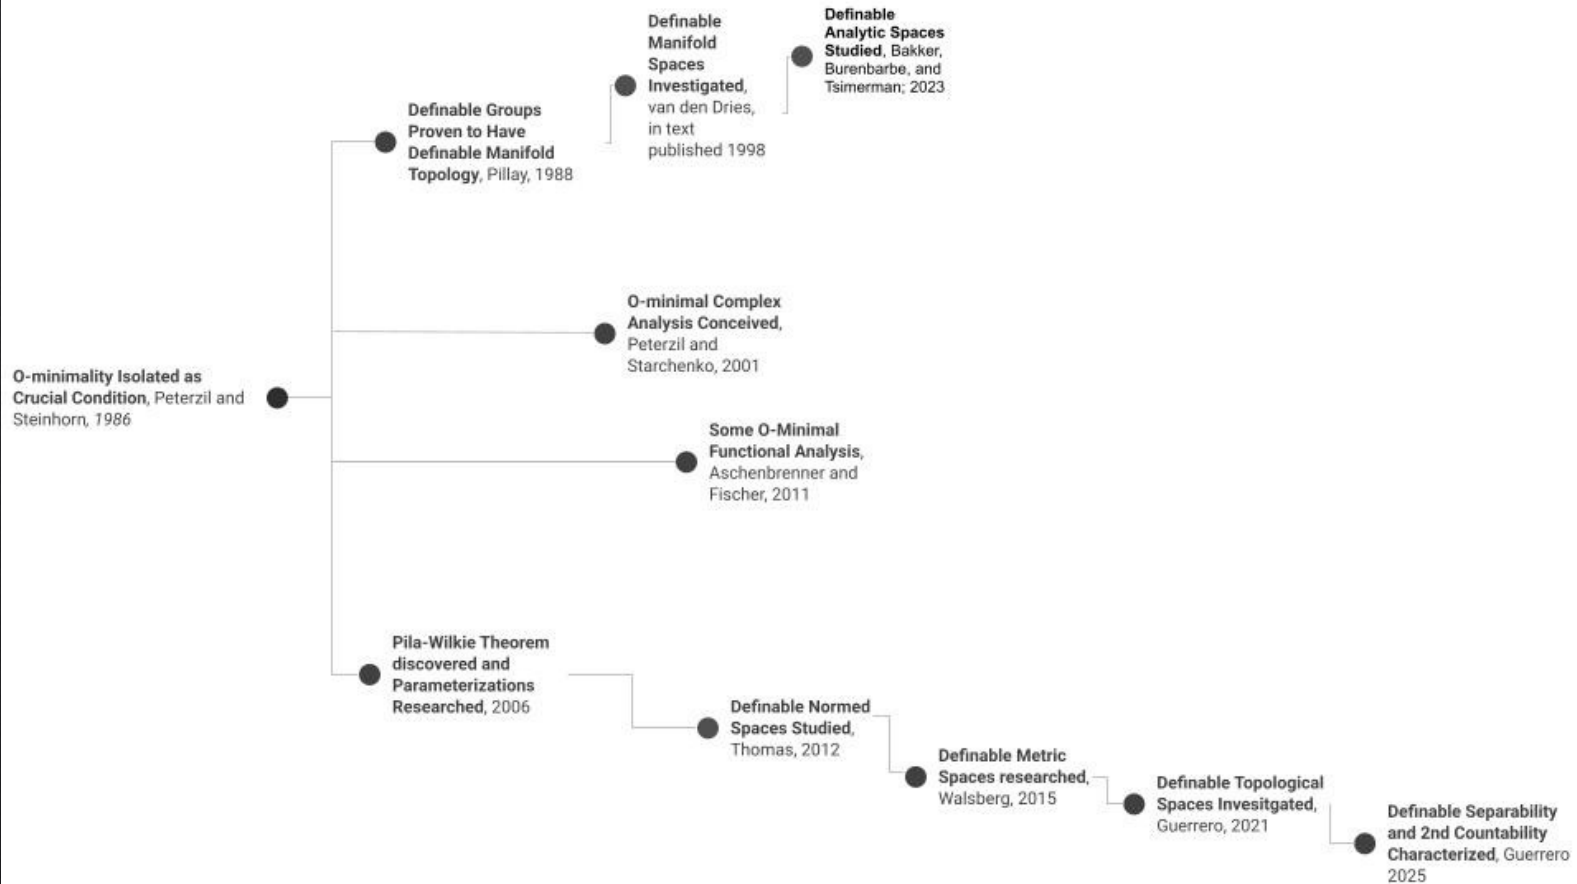 Definable
Manifold
Spaces
Investigated,
van den Dries,
in text
published 1998
Definable
Analytic Spaces
Studied, Bakker,
Burenbarbe, and
Tsimerman; 2023
Definable Groups
Proven to Have
Definable Manifold
Topology, Pillay, 1988
O-minimal Complex
Analysis Conceived,
Peterzil and
Starchenko, 2001
O-minimality Isolated as
Crucial Condition, Peterzil and
Steinhorn, 1986
Some O-Minimal
Functional Analysis,
Aschenbrenner and
Fischer, 2011
Pila-Wilkie Theorem
discovered and
Parameterizations
Researched, 2006
Definable Normed
Spaces Studied,
Thomas, 2012
Definable Metric
Spaces researched,
Walsberg, 2015
Definable Topological
Spaces Invesitgated,
Guerrero, 2021
Definable Separability
and 2nd Countability
Characterized, Guerrero
2025